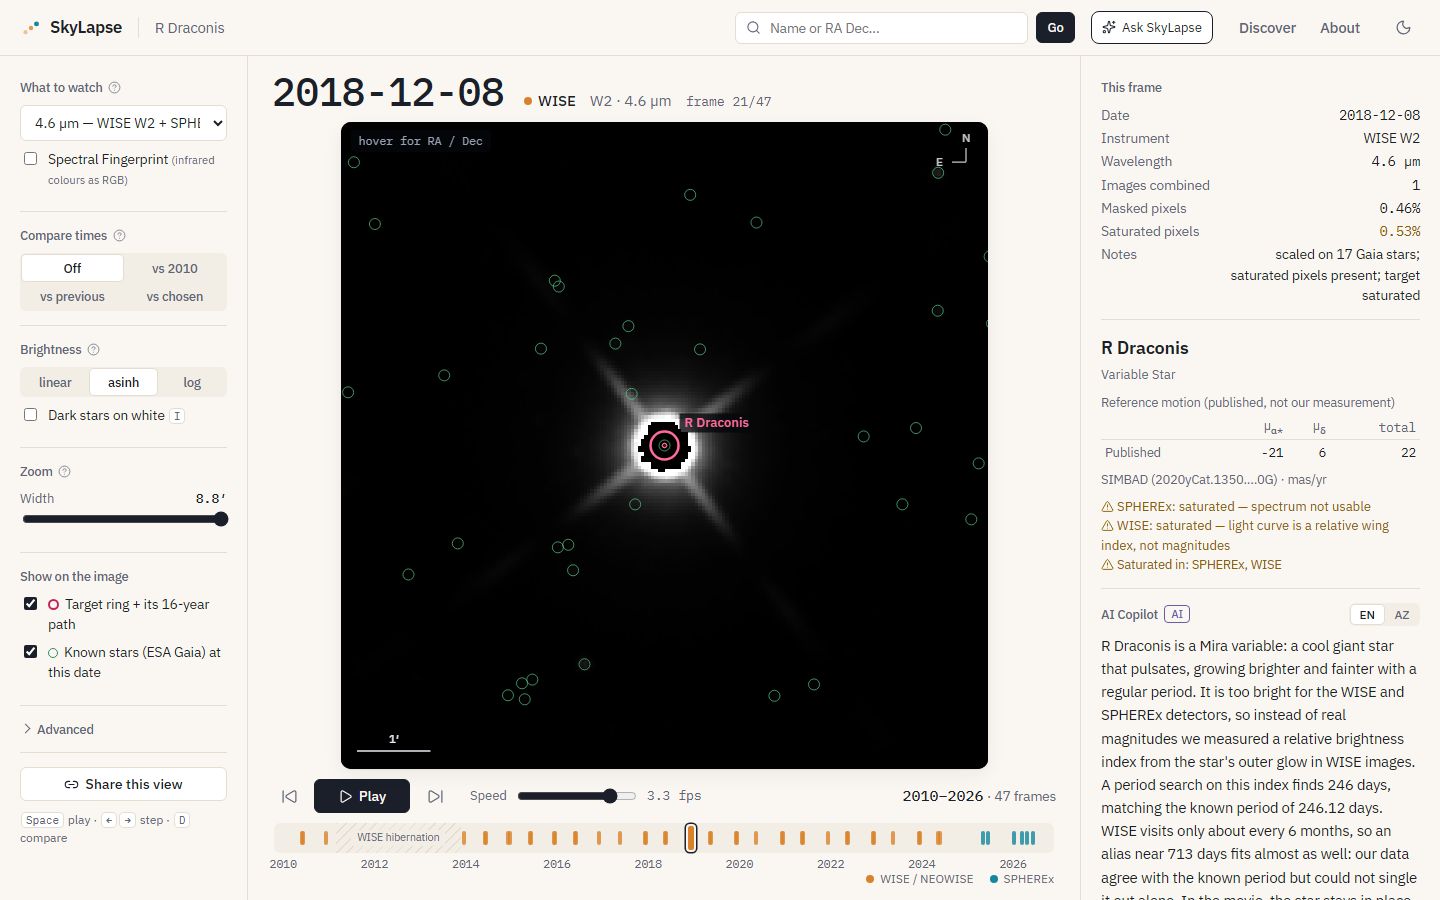 SkyLapse
R Draconis
Name or RA Dec...
Go
Ask SkyLapse
Discover
About
What to watch
4.6 µm — WISE W2 + SPHE
Spectral Fingerprint (infrared
colours as RGB)
Compare times
Off
vs 2010
vs previous
vs chosen
Brightness
linear
asinh
log
Dark stars on white I
Zoom
Width 8.8′
Show on the image
Target ring + its 16-year
path
Known stars (ESA Gaia) at
this date
Advanced
Share this view
Space play · ← → step · D
compare
2018-12-08
WISE W2 · 4.6 µm frame 21/47
hover for RA / Dec
N
E
R Draconis
1′
Play
Speed
3.3 fps
2010–2026 · 47 frames
WISE hibernation
2010 2012 2014 2016 2018 2020 2022 2024 2026
WISE / NEOWISE SPHEREx
This frame
Date 2018-12-08
Instrument WISE W2
Wavelength 4.6 µm
Images combined 1
Masked pixels 0.46%
Saturated pixels 0.53%
Notes scaled on 17 Gaia stars;
saturated pixels present; target
saturated
R Draconis
Variable Star
Reference motion (published, not our measurement)
µα∗ µδ total
Published -21 6 22
SIMBAD (2020yCat.1350....0G) · mas/yr
SPHEREx: saturated — spectrum not usable
WISE: saturated — light curve is a relative wing
index, not magnitudes
Saturated in: SPHEREx, WISE
AI Copilot AI
EN AZ
R Draconis is a Mira variable: a cool giant star
that pulsates, growing brighter and fainter with a
regular period. It is too bright for the WISE and
SPHEREx detectors, so instead of real
magnitudes we measured a relative brightness
index from the star's outer glow in WISE images.
A period search on this index finds 246 days,
matching the known period of 246.12 days.
WISE visits only about every 6 months, so an
alias near 713 days fits almost as well: our data
agree with the known period but could not single
it out alone. In the movie, the star stays in place